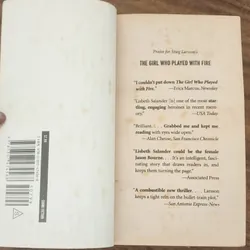 Praise for Stieg Larsson's
THE GIRL WHO PLAYED WITH FIRE
"I couldn't put down The Girl Who Played
with Fire." —Erica Marcus, Newsday
"Lisbeth Salander [is] one of the most star-
tling, engaging heroines in recent mem-
ory." —USA Today
"Brilliant. . . . Grabbed me and kept me
reading with eyes wide open."
—Alan Cheuse, San Francisco Chronicle
"Lisbeth Salander could be the female
Jason Bourne. . . . It's an intelligent, fasci-
nating story that draws readers in, and
keeps them turning the page."
—Associated Press
"A combustible new thriller. . . . Larsson
keeps a tight rein on the bullet train plot."
—San Antonio Express-News